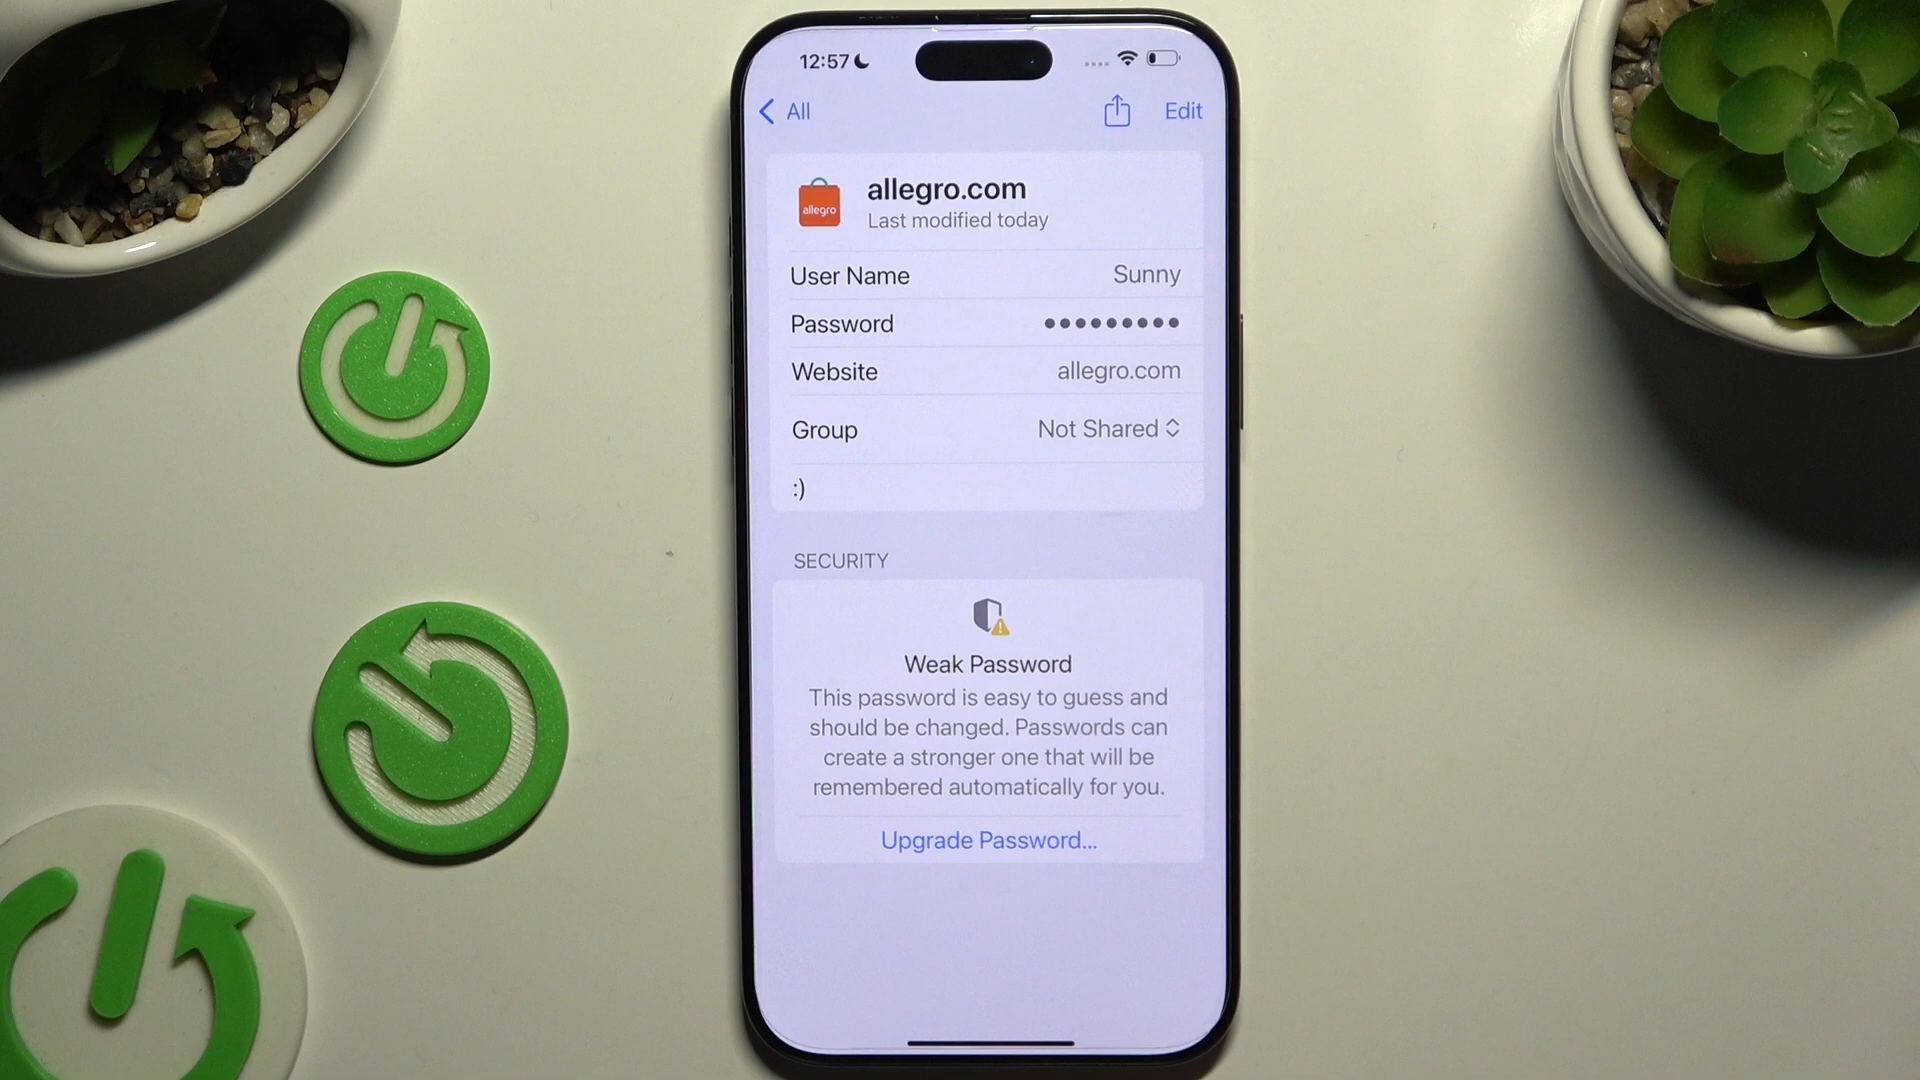 12:57
All
Edit
allegro
allegro.com
Last modified today
User Name Sunny
Password •••••••••
Website allegro.com
Group Not Shared
:)
SECURITY
Weak Password
This password is easy to guess and
should be changed. Passwords can
create a stronger one that will be
remembered automatically for you.
Upgrade Password...